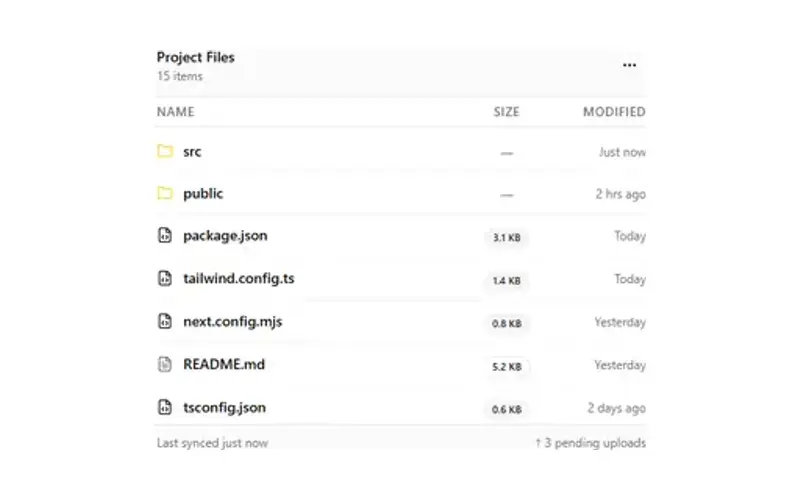 Project Files
15 items
NAME SIZE MODIFIED
src — Just now
public — 2 hrs ago
package.json 3.1 KB Today
tailwind.config.ts 1.4 KB Today
next.config.mjs 0.8 KB Yesterday
README.md 5.2 KB Yesterday
tsconfig.json 0.6 KB 2 days ago
Last synced just now ↑ 3 pending uploads